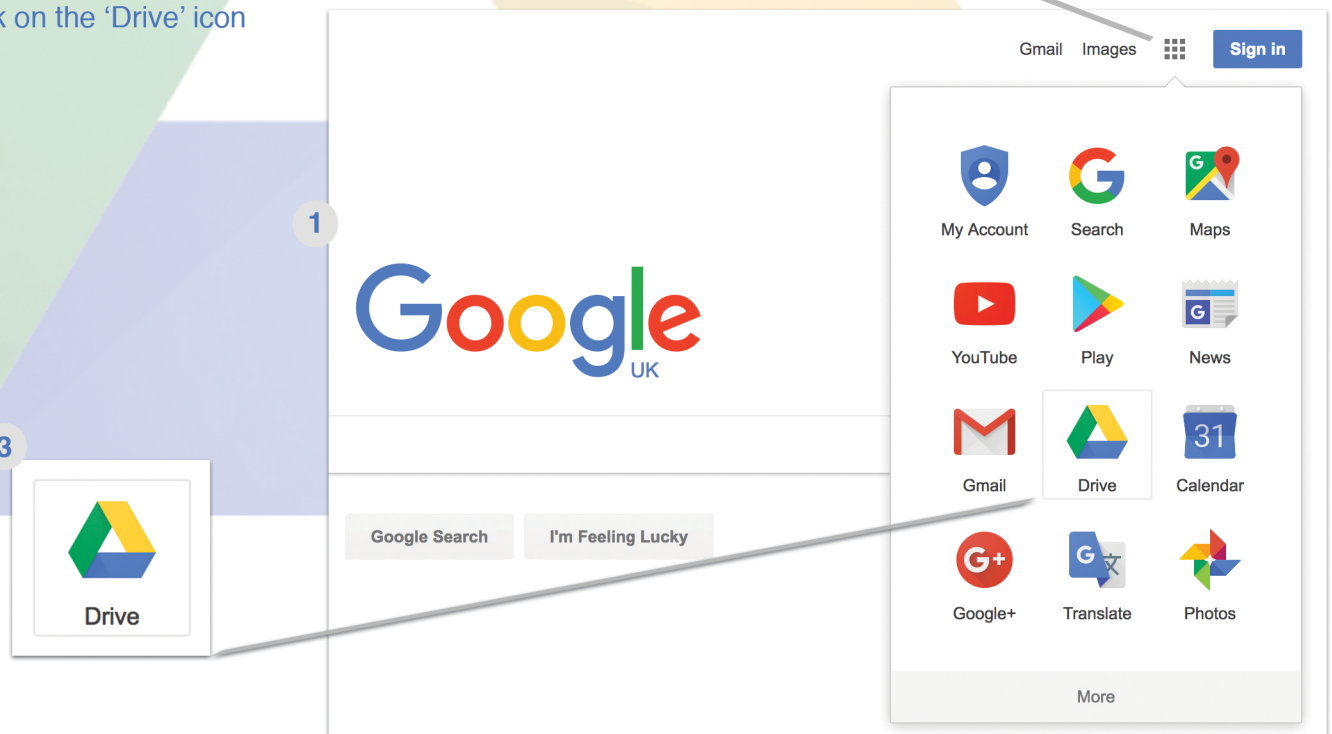 on the ‘Drive’ icon
Gmail Images Sign in
My Account Search Maps
G
1
Google
UK
YouTube Play News
G
31
Gmail Drive Calendar
3
Google Search I'm Feeling Lucky
G+
G 文
Google+ Translate Photos
Drive
More